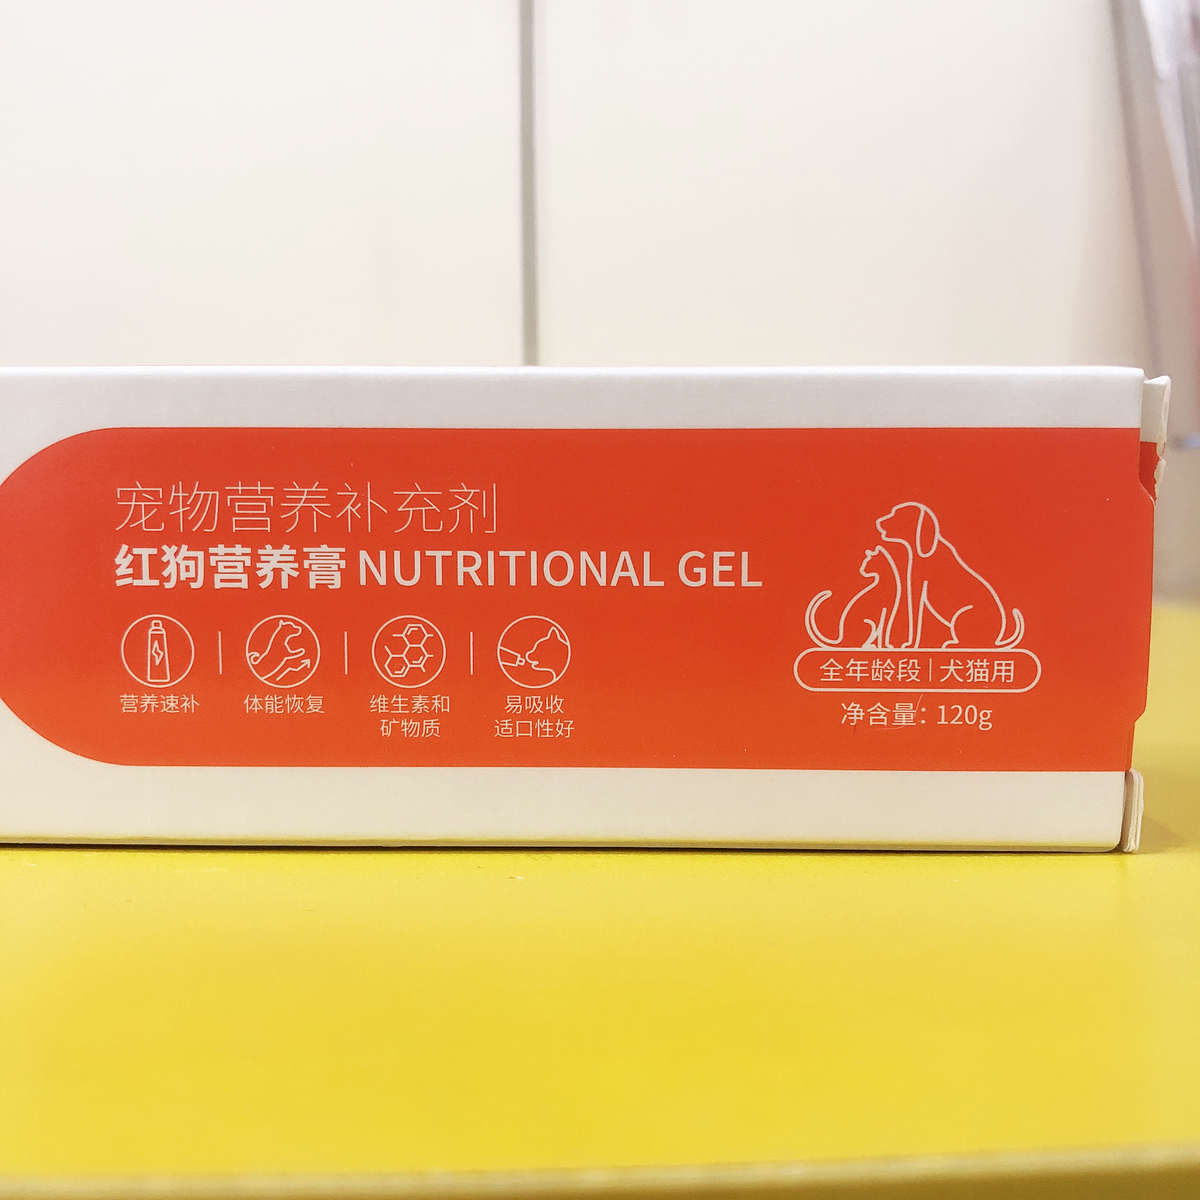 宠物营养补充剂
红狗营养膏 NUTRITIONAL GEL
营养速补
体能恢复
维生素和
矿物质
易吸收
适口性好
全年龄段|犬猫用
净含量：120g